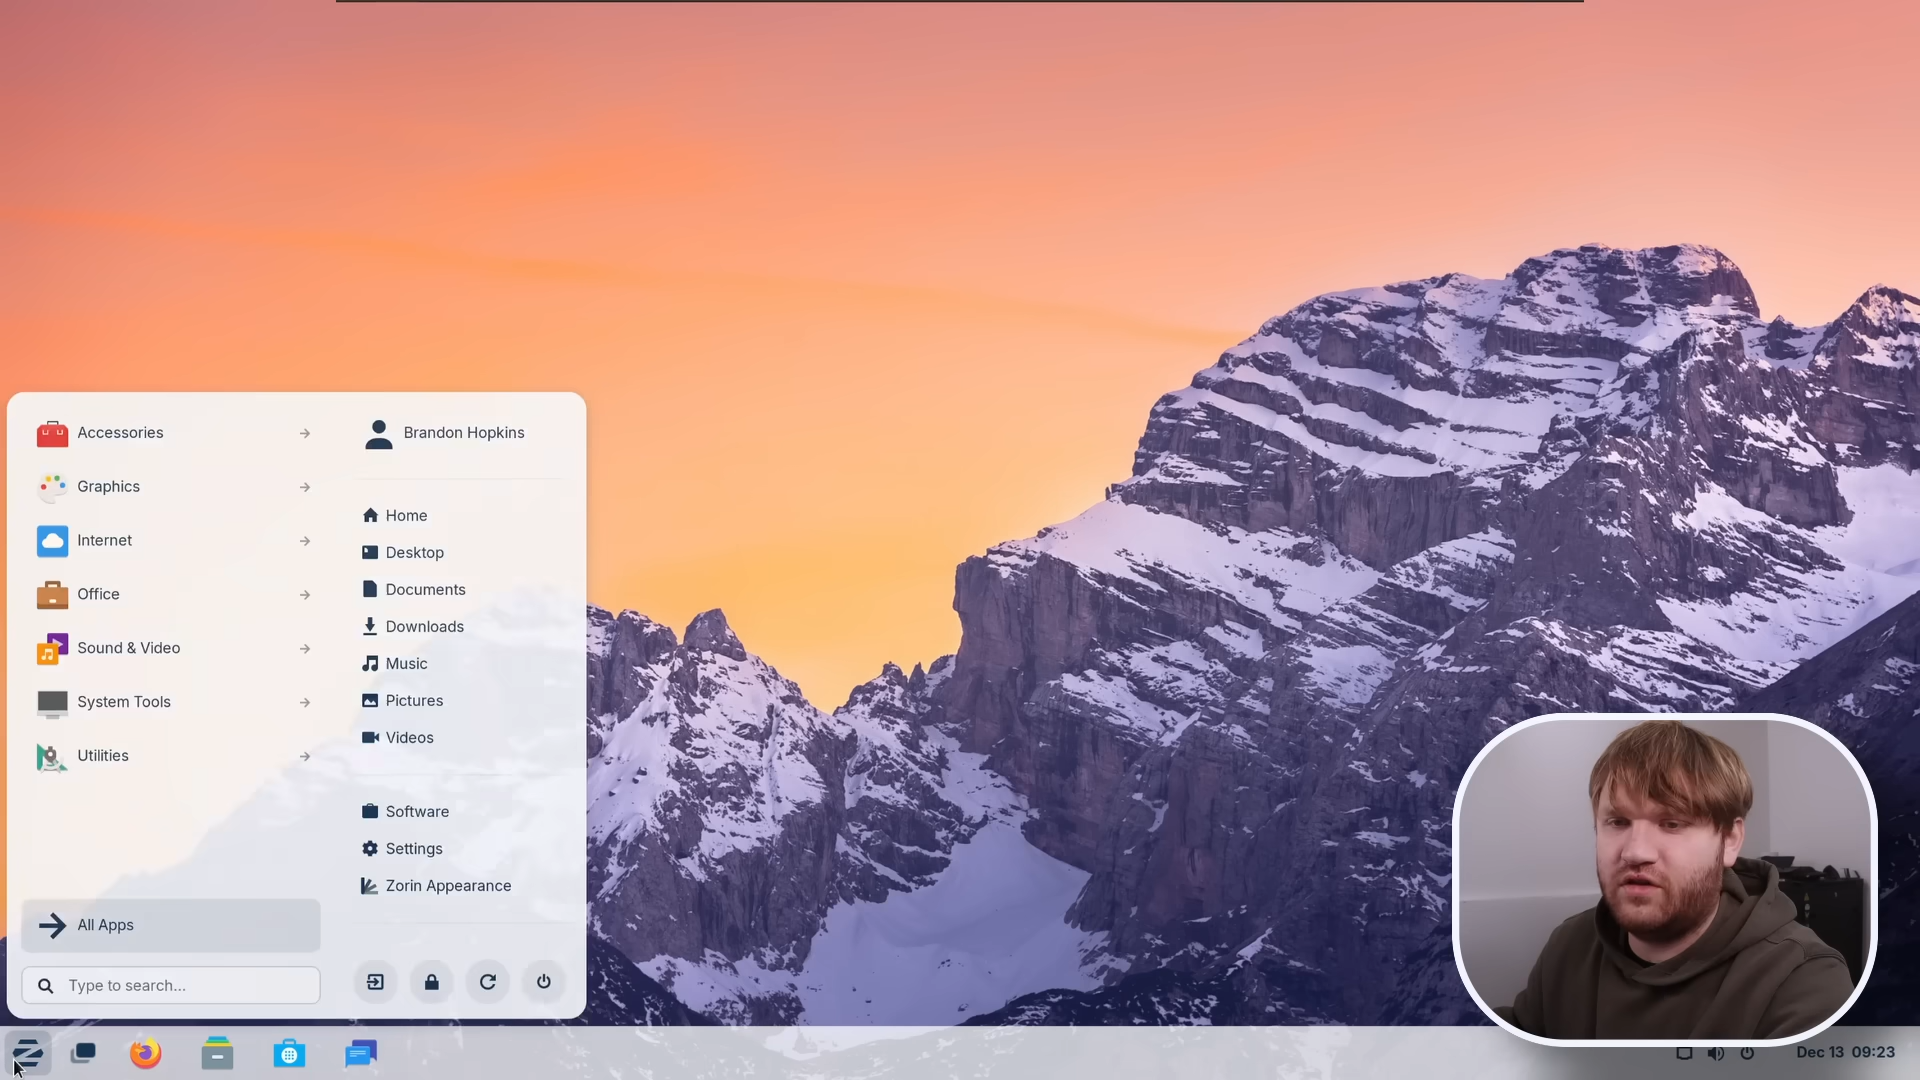 Accessories
Graphics
Internet
Office
Sound & Video
System Tools
Utilities
All Apps
Type to search...
Brandon Hopkins
Home
Desktop
Documents
Downloads
Music
Pictures
Videos
Software
Settings
Zorin Appearance
Dec 13 09:23